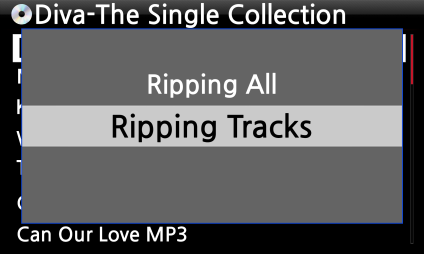 Diva-The Single Collection
Ripping All
Ripping Tracks
Can Our Love MP3